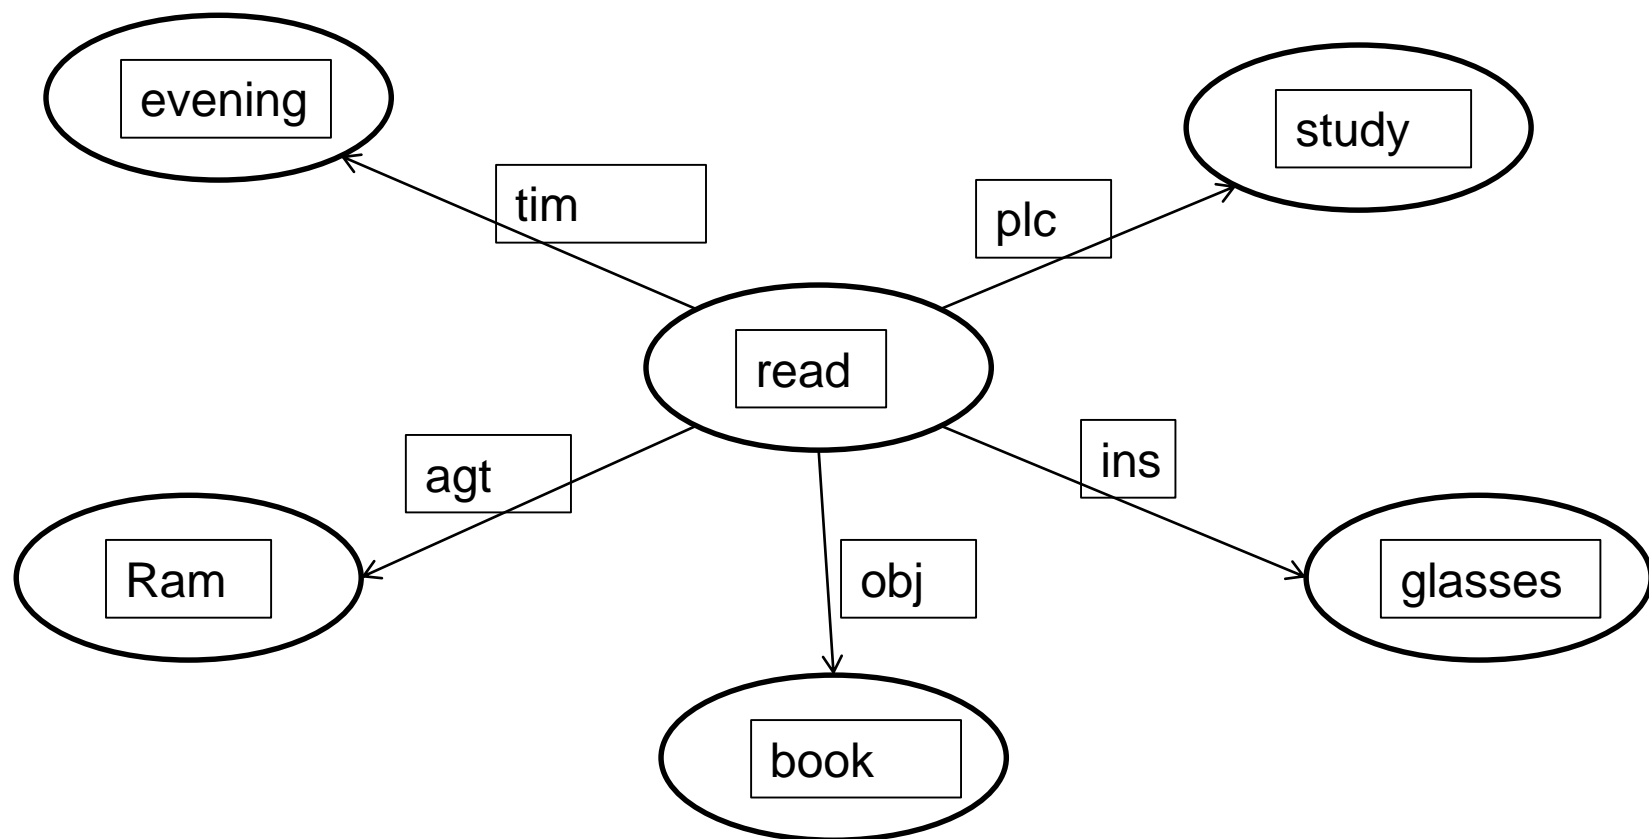 evening
study
tim
plc
read
agt
ins
Ram
obj
glasses
book